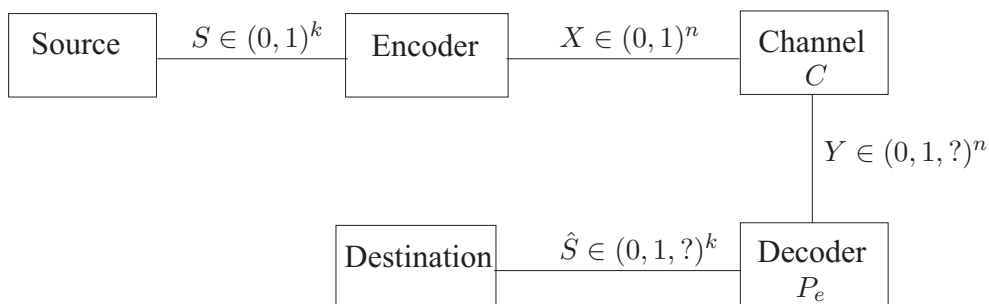 Source
S ∈ (0, 1)^k
Encoder
X ∈ (0, 1)^n
Channel
C
Y ∈ (0, 1, ?)^n
Destination
Ŝ ∈ (0, 1, ?)^k
Decoder
P_e